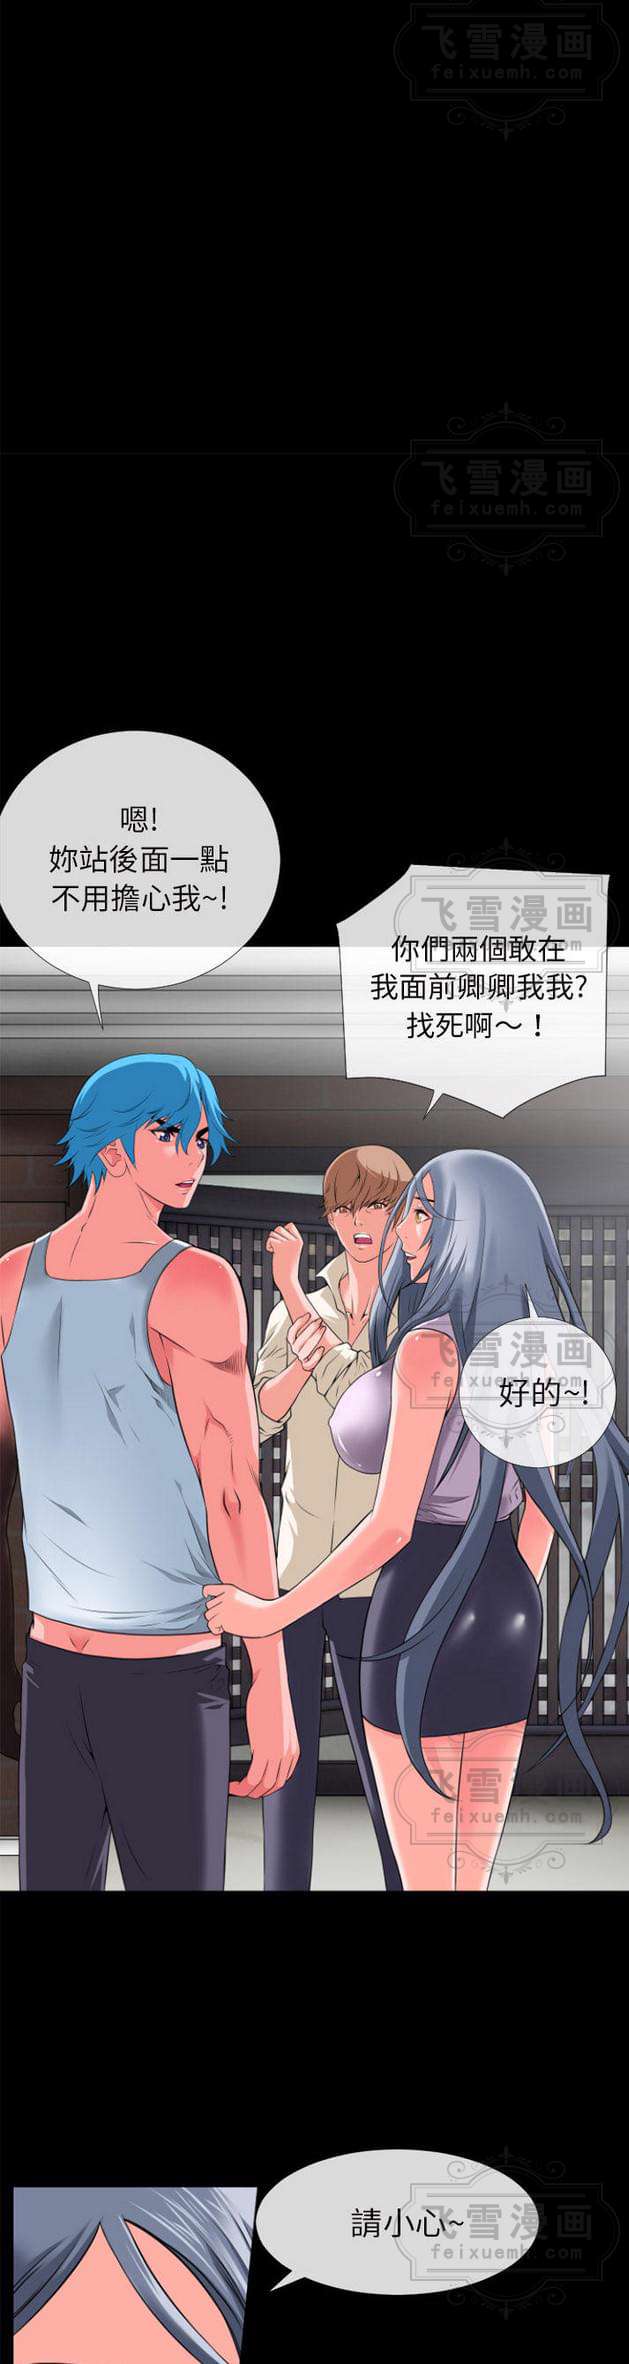 飞雪漫画
feixuemh.com
飞雪漫画
feixuemh.com
嗯!
妳站後面一點
不用擔心我~!
飞雪漫画
你們兩個敢在
我面前卿卿我我?
找死啊～！
飞雪漫画
好的~!
飞雪漫画
feixuemh.com
請小心~
飞雪漫画
feixuemh.com